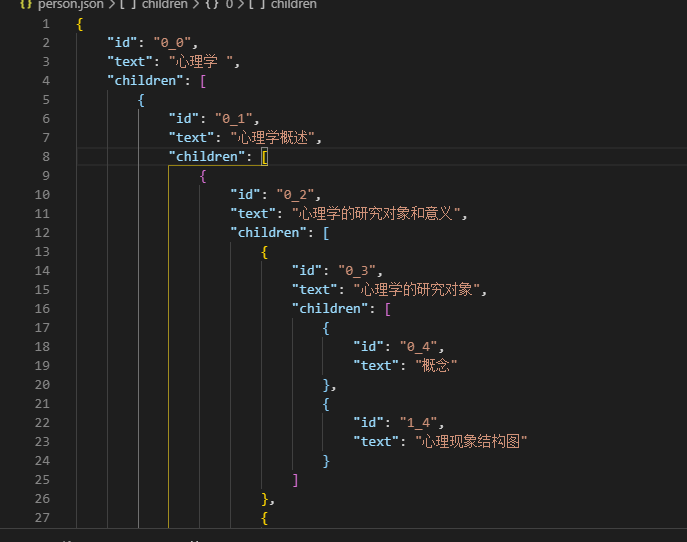 {} person.json > [ ] children > {} 0 > [ ] children
1 {
2 "id": "0_0",
3 "text": "心理学 ",
4 "children": [
5 {
6 "id": "0_1",
7 "text": "心理学概述",
8 "children": [
9 {
10 "id": "0_2",
11 "text": "心理学的研究对象和意义",
12 "children": [
13 {
14 "id": "0_3",
15 "text": "心理学的研究对象",
16 "children": [
17 {
18 "id": "0_4",
19 "text": "概念"
20 },
21 {
22 "id": "1_4",
23 "text": "心理现象结构图"
24 }
25 ]
26 },
27 {